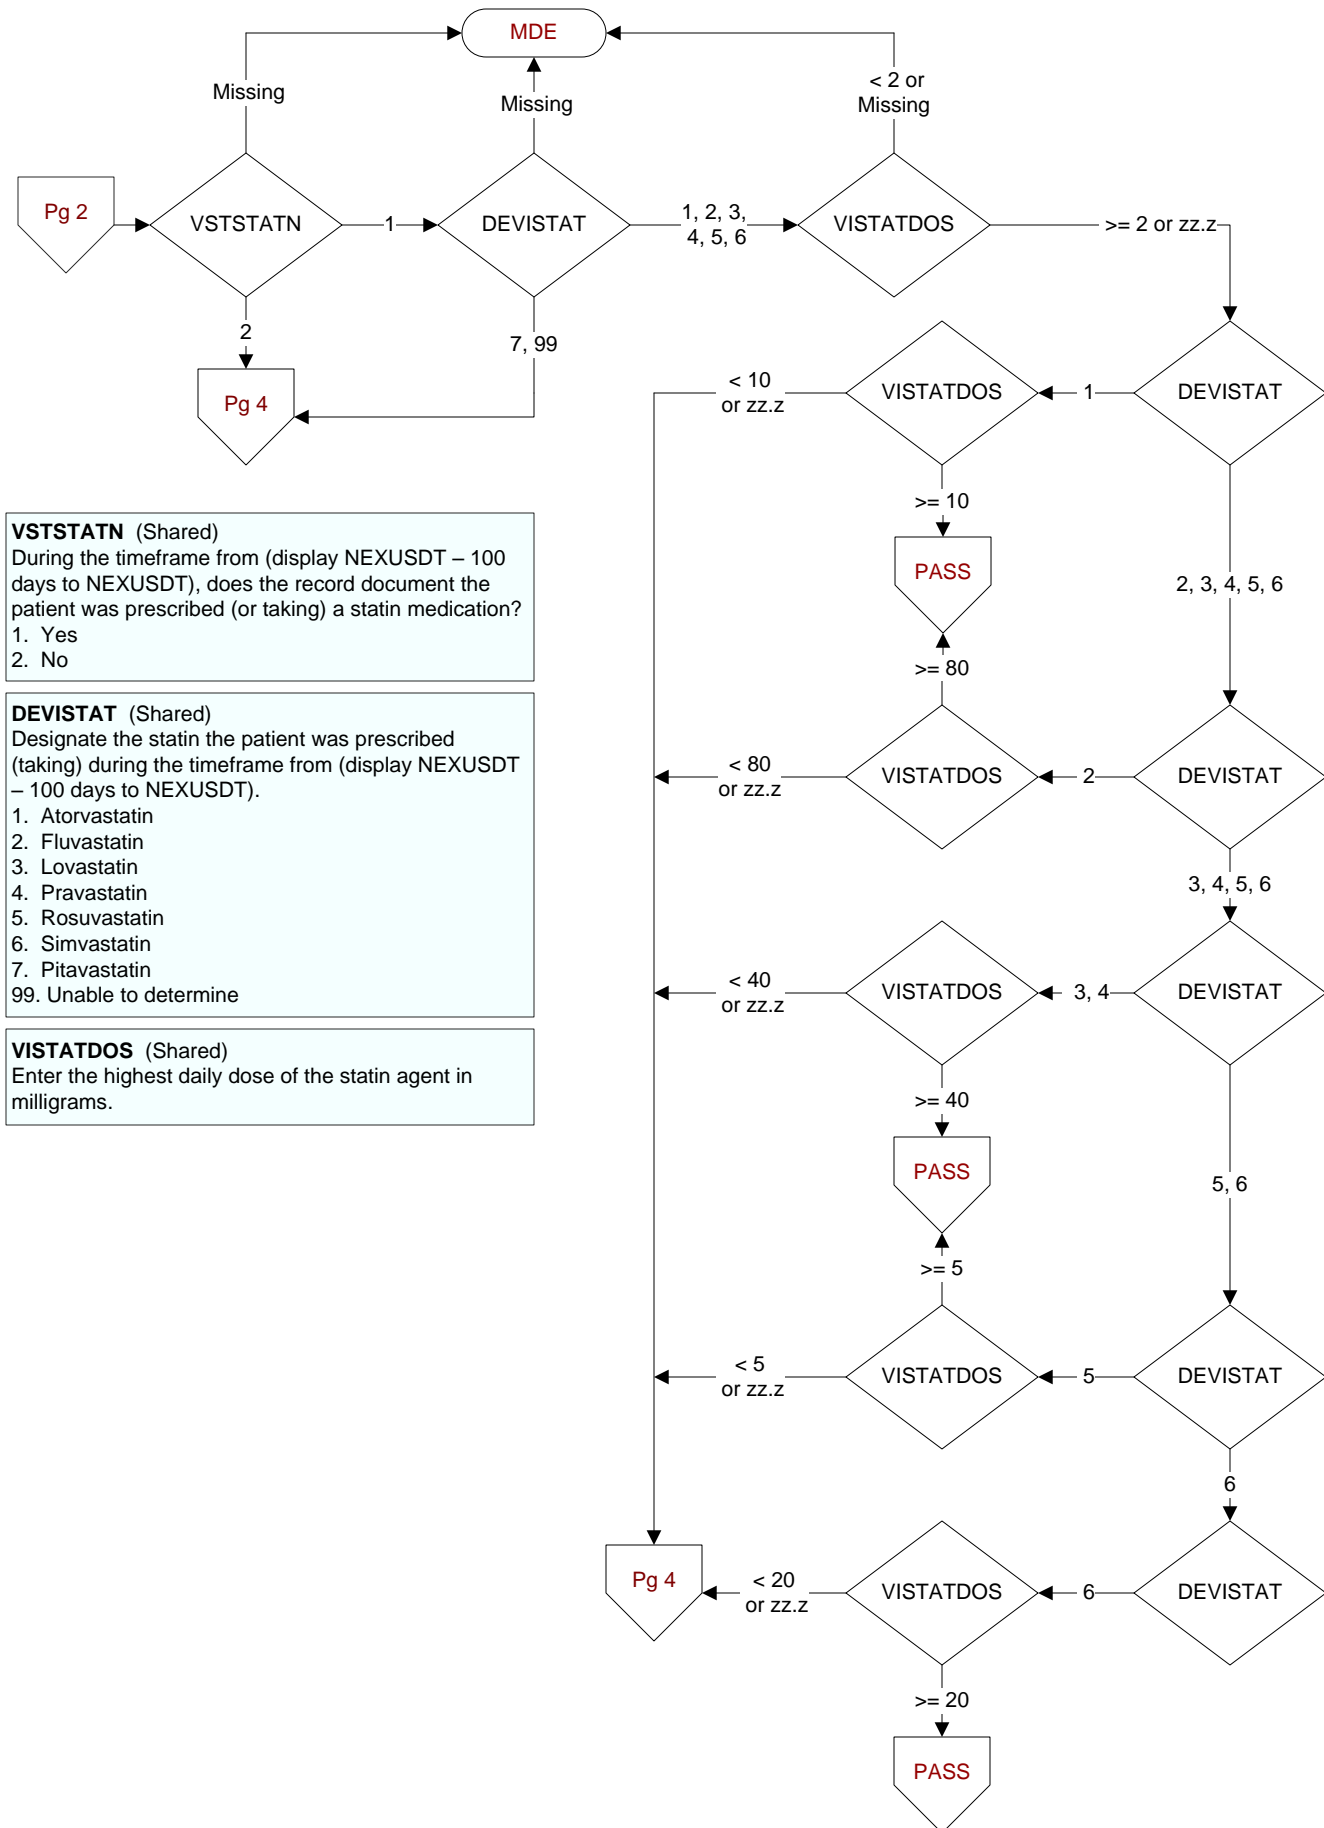 MDE
Missing
Missing
< 2 or
Missing
Pg 2
VSTSTATN
1
DEVISTAT
1, 2, 3,
4, 5, 6
VISTATDOS
>= 2 or zz.z
2
7, 99
Pg 4
< 10
or zz.z
VISTATDOS
1
DEVISTAT
>= 10
PASS
2, 3, 4, 5, 6
>= 80
< 80
or zz.z
VISTATDOS
2
DEVISTAT
3, 4, 5, 6
< 40
or zz.z
VISTATDOS
3, 4
DEVISTAT
>= 40
PASS
5, 6
>= 5
< 5
or zz.z
VISTATDOS
5
DEVISTAT
6
Pg 4
< 20
or zz.z
VISTATDOS
6
DEVISTAT
>= 20
PASS
VSTSTATN (Shared)
During the timeframe from (display NEXUSDT – 100
days to NEXUSDT), does the record document the
patient was prescribed (or taking) a statin medication?
1. Yes
2. No
DEVISTAT (Shared)
Designate the statin the patient was prescribed
(taking) during the timeframe from (display NEXUSDT
– 100 days to NEXUSDT).
1. Atorvastatin
2. Fluvastatin
3. Lovastatin
4. Pravastatin
5. Rosuvastatin
6. Simvastatin
7. Pitavastatin
99. Unable to determine
VISTATDOS (Shared)
Enter the highest daily dose of the statin agent in
milligrams.